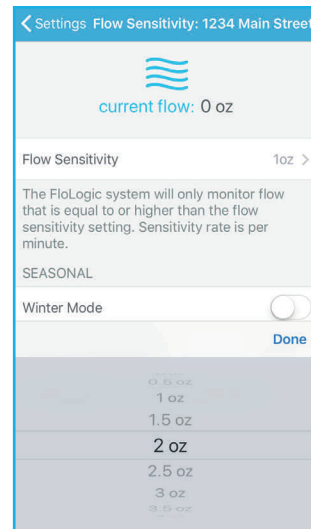 Settings Flow Sensitivity: 1234 Main Street
current flow: 0 oz
Flow Sensitivity 1oz
The FloLogic system will only monitor flow
that is equal to or higher than the flow
sensitivity setting. Sensitivity rate is per
minute.
SEASONAL
Winter Mode
Done
0.5 oz
1 oz
1.5 oz
2 oz
2.5 oz
3 oz
3.5 oz